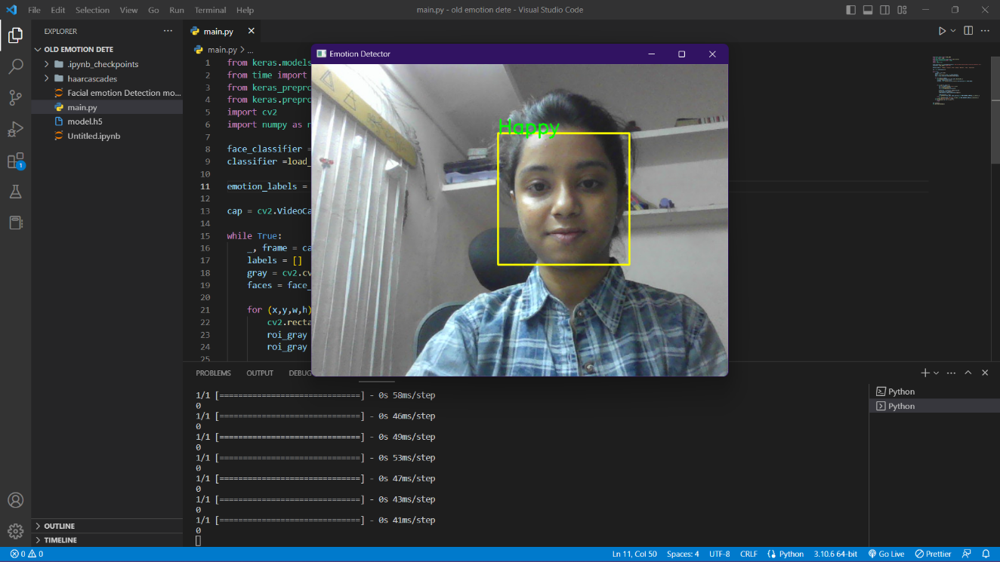 File Edit Selection View Go Run Terminal Help
main.py - old emotion dete - Visual Studio Code
EXPLORER
OLD EMOTION DETE
.ipynb_checkpoints
haarcascades
Facial emotion Detection mo...
main.py
model.h5
Untitled.ipynb
OUTLINE
TIMELINE
1
main.py
main.py > ...
1 from keras.models
2 from time import
3 from keras_prepro
4 from keras.prepro
5 import cv2
6 import numpy as n
7
8 face_classifier =
9 classifier =load_
10
11 emotion_labels =
12
13 cap = cv2.VideoCa
14
15 while True:
16 _, frame = ca
17 labels = []
18 gray = cv2.cv
19 faces = face_
20
21 for (x,y,w,h)
22 cv2.recta
23 roi_gray
24 roi_gray
25
Emotion Detector
Happy
PROBLEMS OUTPUT DEBUG
1/1 [==============================] - 0s 58ms/step
0
1/1 [==============================] - 0s 46ms/step
0
1/1 [==============================] - 0s 49ms/step
0
1/1 [==============================] - 0s 53ms/step
0
1/1 [==============================] - 0s 47ms/step
0
1/1 [==============================] - 0s 43ms/step
0
1/1 [==============================] - 0s 41ms/step
0
Python
Python
0 0
Ln 11, Col 50 Spaces: 4 UTF-8 CRLF Python 3.10.6 64-bit Go Live Prettier